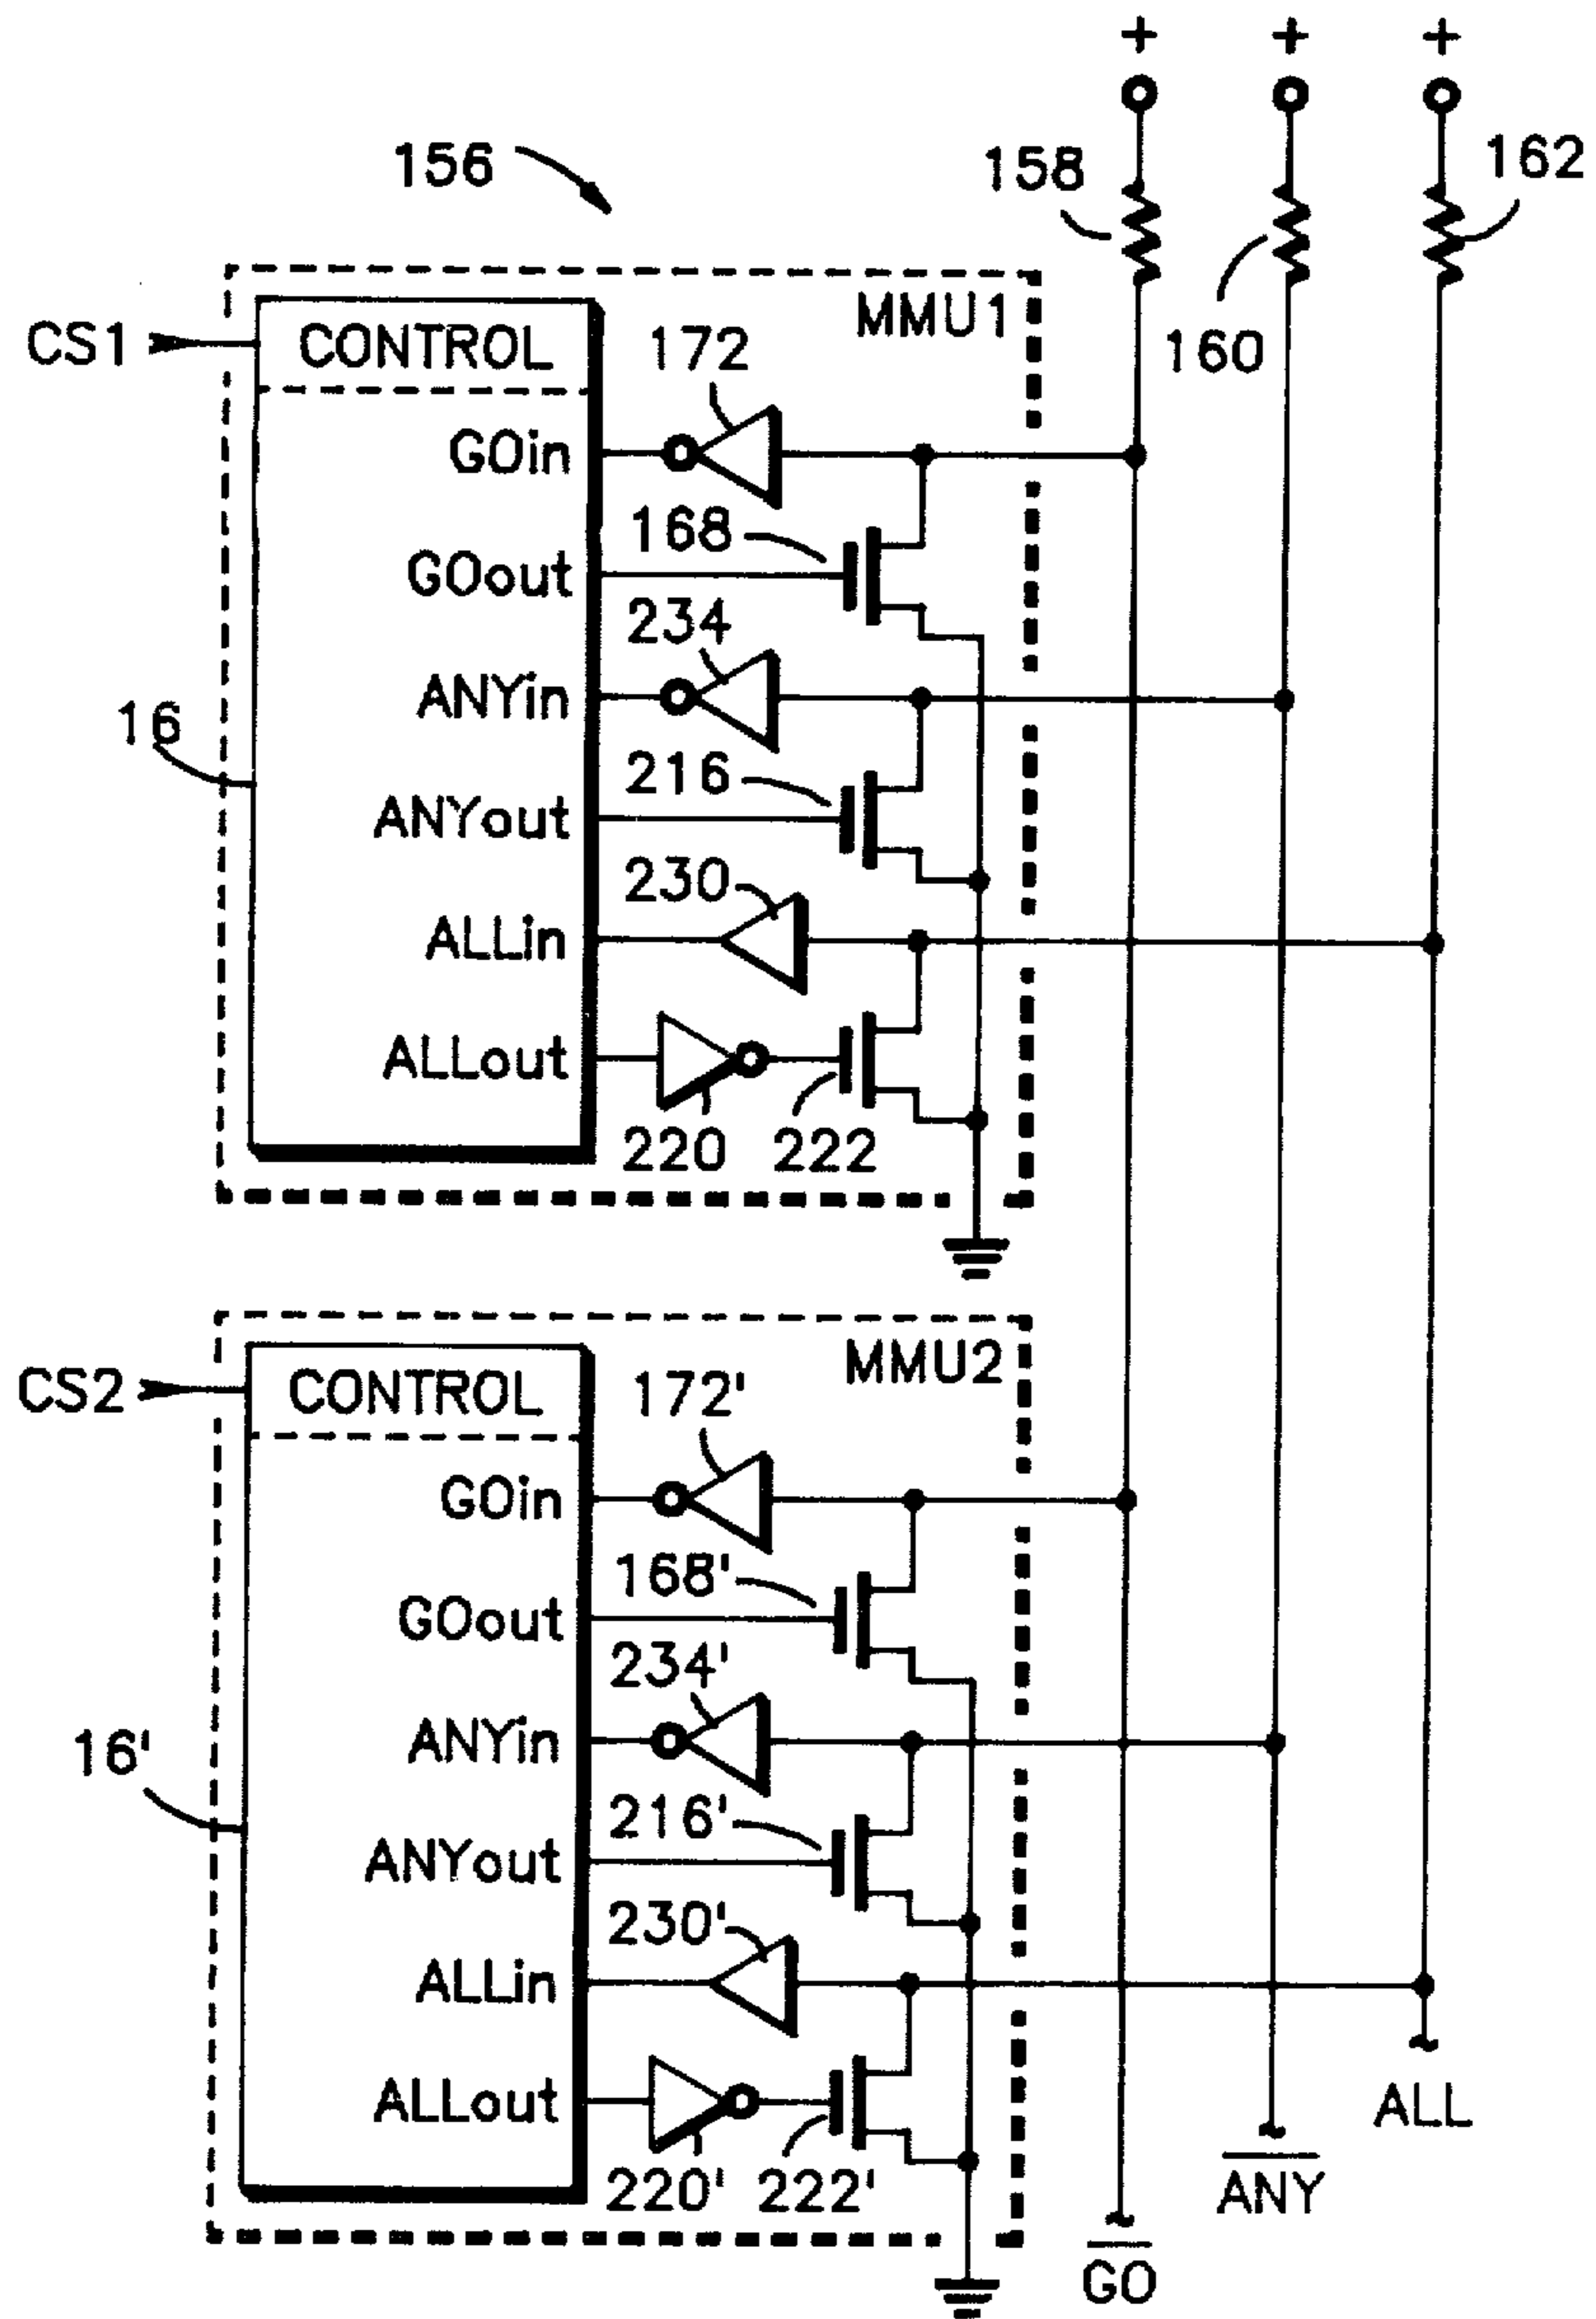 + + +
156
158
162
MMU1
160
CS1
CONTROL
172
GOin
168
GOout
234
ANYin
16
216
ANYout
230
ALLin
ALLout
220
222
MMU2
CS2
CONTROL
172'
GOin
168'
GOout
234'
ANYin
16'
216'
ANYout
230'
ALLin
ALLout
220'
222'
ALL
A̅N̅Y̅
G̅O̅